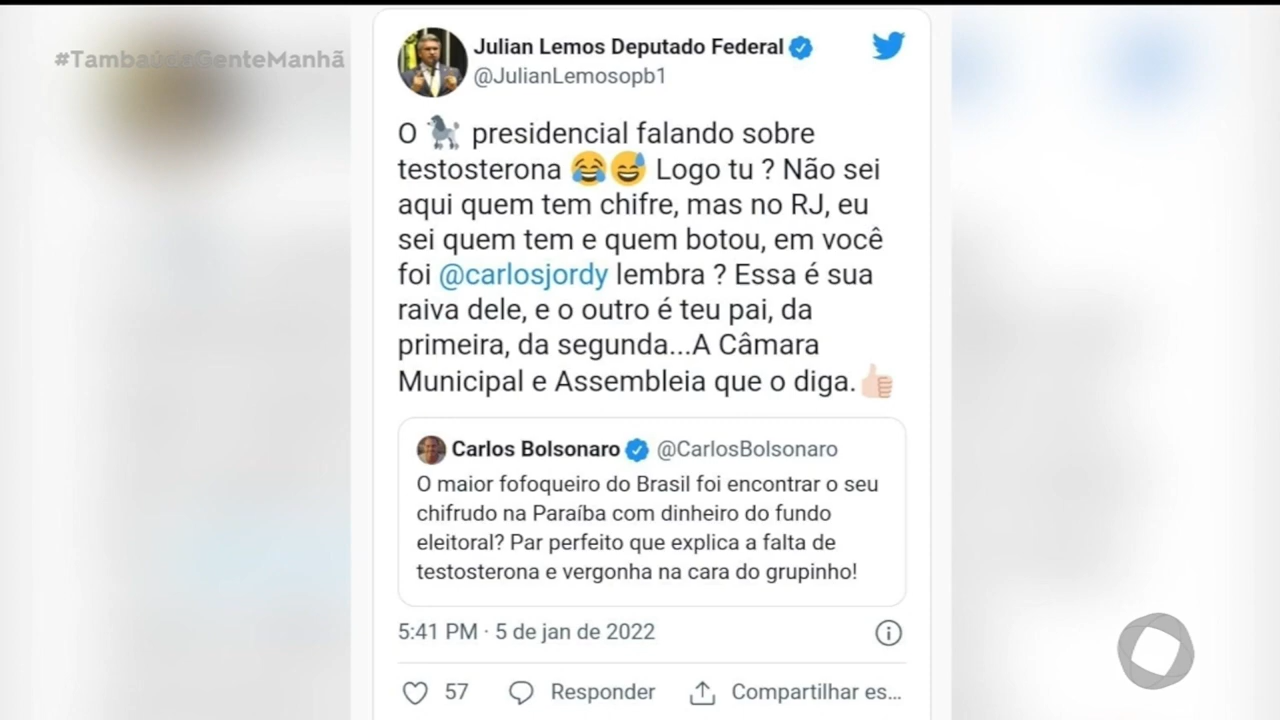 #TambaúdaGenteManhã
Julian Lemos Deputado Federal
@JulianLemosopb1
O 🐩 presidencial falando sobre
testosterona 😂😅 Logo tu ? Não sei
aqui quem tem chifre, mas no RJ, eu
sei quem tem e quem botou, em você
foi @carlosjordy lembra ? Essa é sua
raiva dele, e o outro é teu pai, da
primeira, da segunda...A Câmara
Municipal e Assembleia que o diga.👍🏻
Carlos Bolsonaro @CarlosBolsonaro
O maior fofoqueiro do Brasil foi encontrar o seu
chifrudo na Paraíba com dinheiro do fundo
eleitoral? Par perfeito que explica a falta de
testosterona e vergonha na cara do grupinho!
5:41 PM · 5 de jan de 2022
57 Responder Compartilhar es...